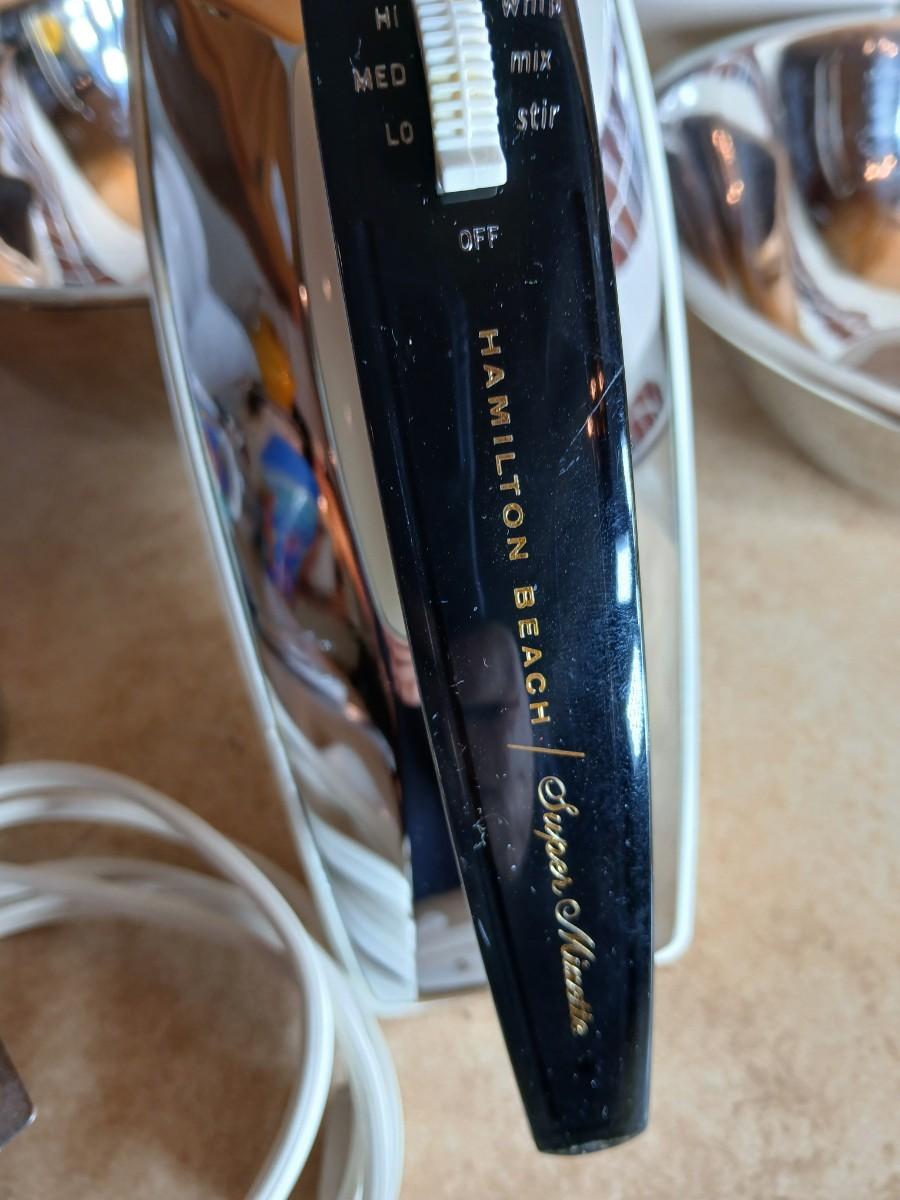 HI whip
MED mix
LO stir
OFF
HAMILTON BEACH / Super Mixette